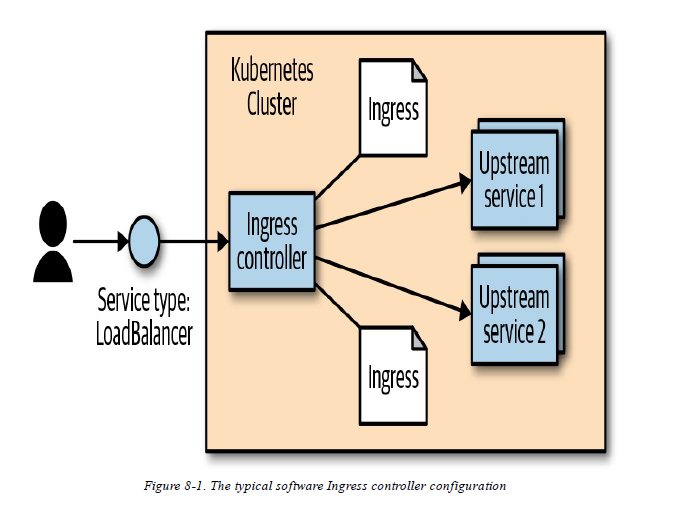 Kubernetes
Cluster
Ingress
Upstream
service 1
Ingress
controller
Service type:
LoadBalancer
Upstream
service 2
Ingress
Figure 8-1. The typical software Ingress controller configuration